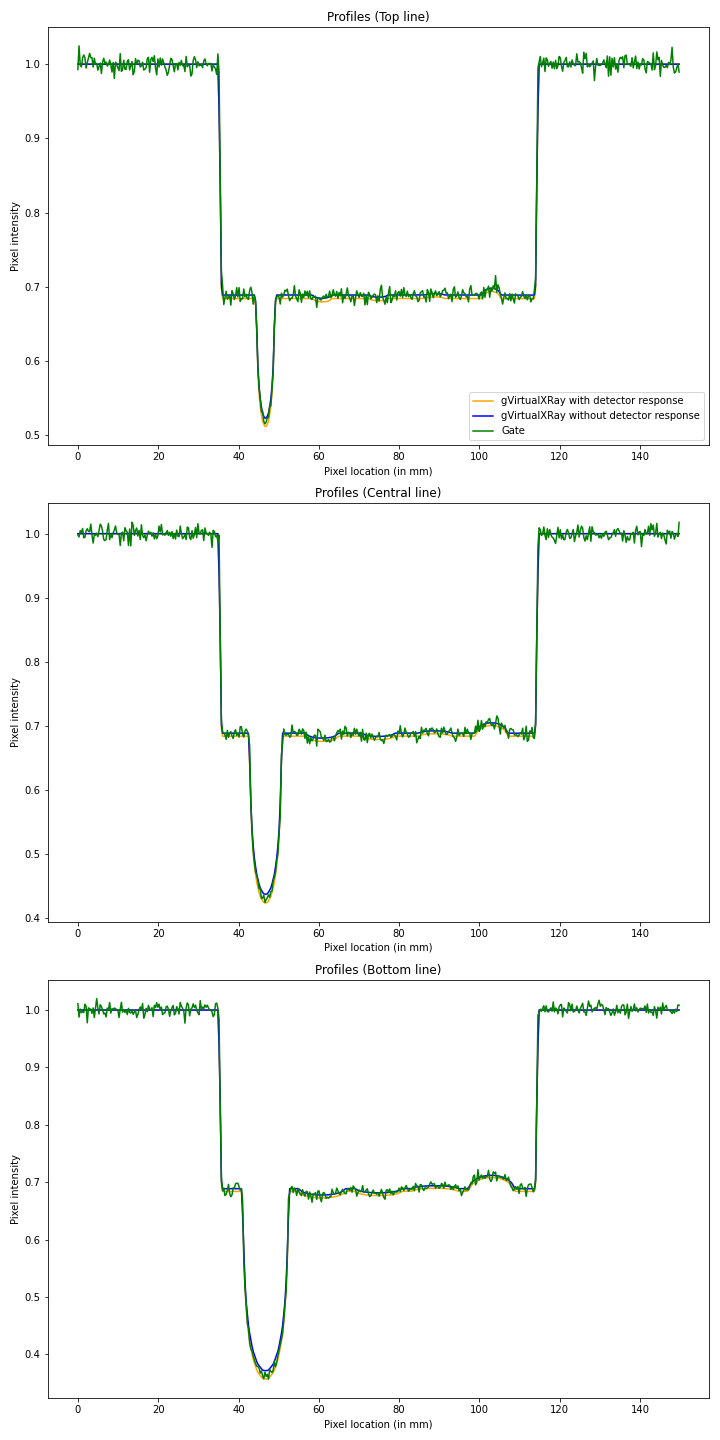 Profiles (Top line)
Pixel intensity
1.0
0.9
0.8
0.7
0.6
0.5
gVirtualXRay with detector response
gVirtualXRay without detector response
Gate
0 20 40 60 80 100 120 140
Pixel location (in mm)
Profiles (Central line)
Pixel intensity
1.0
0.9
0.8
0.7
0.6
0.5
0.4
0 20 40 60 80 100 120 140
Pixel location (in mm)
Profiles (Bottom line)
Pixel intensity
1.0
0.9
0.8
0.7
0.6
0.5
0.4
0 20 40 60 80 100 120 140
Pixel location (in mm)